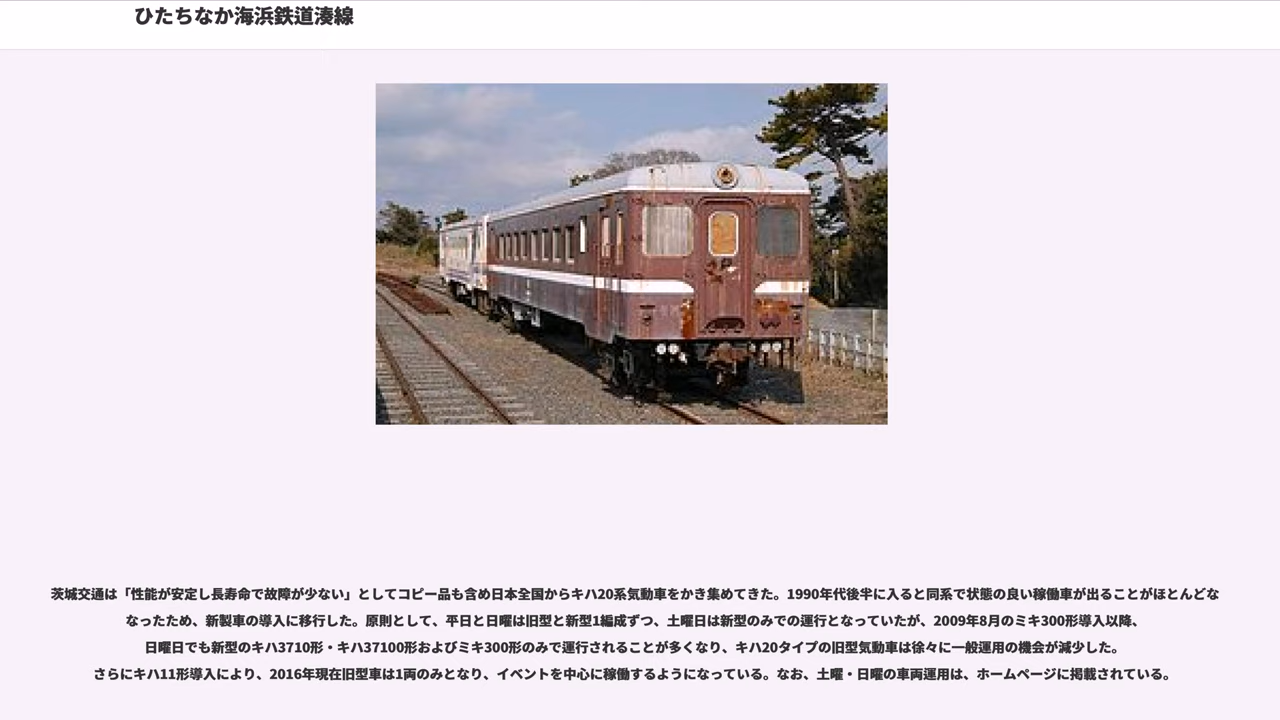 ひたちなか海浜鉄道湊線
茨城交通は「性能が安定し長寿命で故障が少ない」としてコピー品も含め日本全国からキハ20系気動車をかき集めてきた。1990年代後半に入ると同系で状態の良い稼働車が出ることがほとんどな
なったため、新製車の導入に移行した。原則として、平日と日曜は旧型と新型1編成ずつ、土曜日は新型のみでの運行となっていたが、2009年8月のミキ300形導入以降、
日曜日でも新型のキハ3710形・キハ37100形およびミキ300形のみで運行されることが多くなり、キハ20タイプの旧型気動車は徐々に一般運用の機会が減少した。
さらにキハ11形導入により、2016年現在旧型車は1両のみとなり、イベントを中心に稼働するようになっている。なお、土曜・日曜の車両運用は、ホームページに掲載されている。